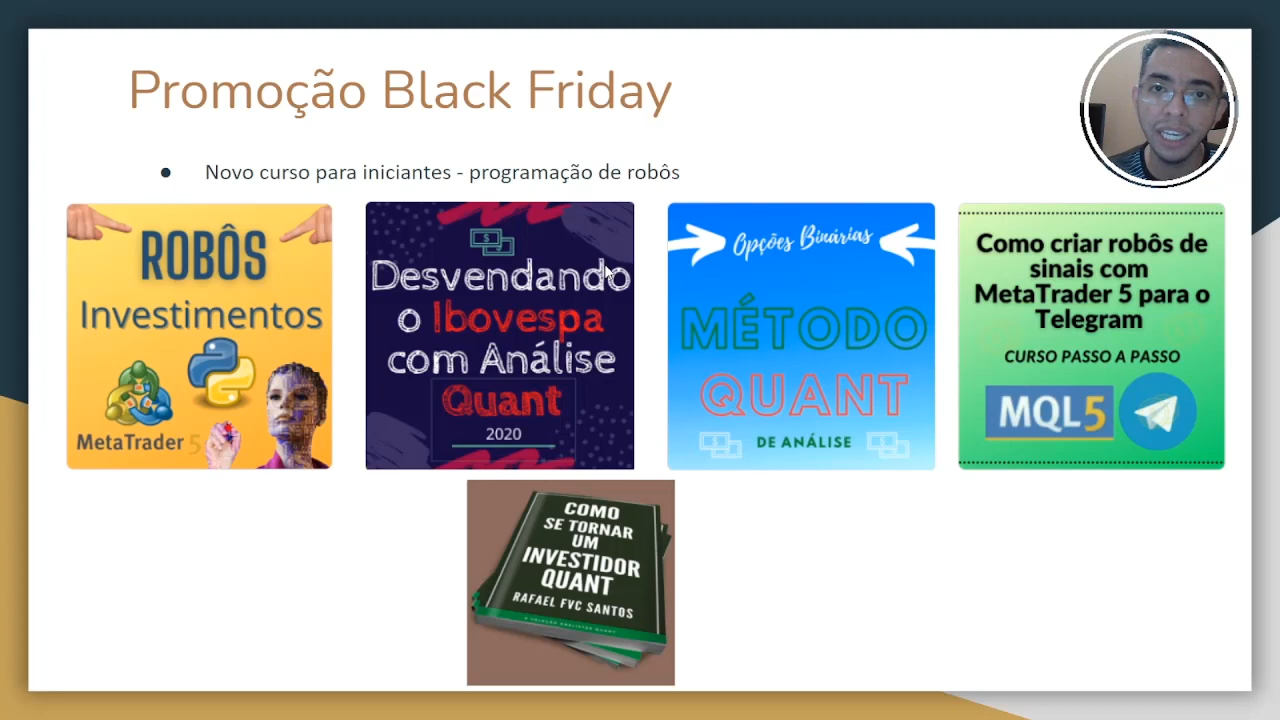 Promoção Black Friday
● Novo curso para iniciantes - programação de robôs
ROBÔS
Investimentos
MetaTrader 5
Desvendando
o Ibovespa
com Análise
Quant
2020
Opções Binárias
MÉTODO
QUANT
DE ANÁLISE
Como criar robôs de
sinais com
MetaTrader 5 para o
Telegram
CURSO PASSO A PASSO
MQL5
COMO
SE TORNAR
UM
INVESTIDOR
QUANT
RAFAEL FVC SANTOS